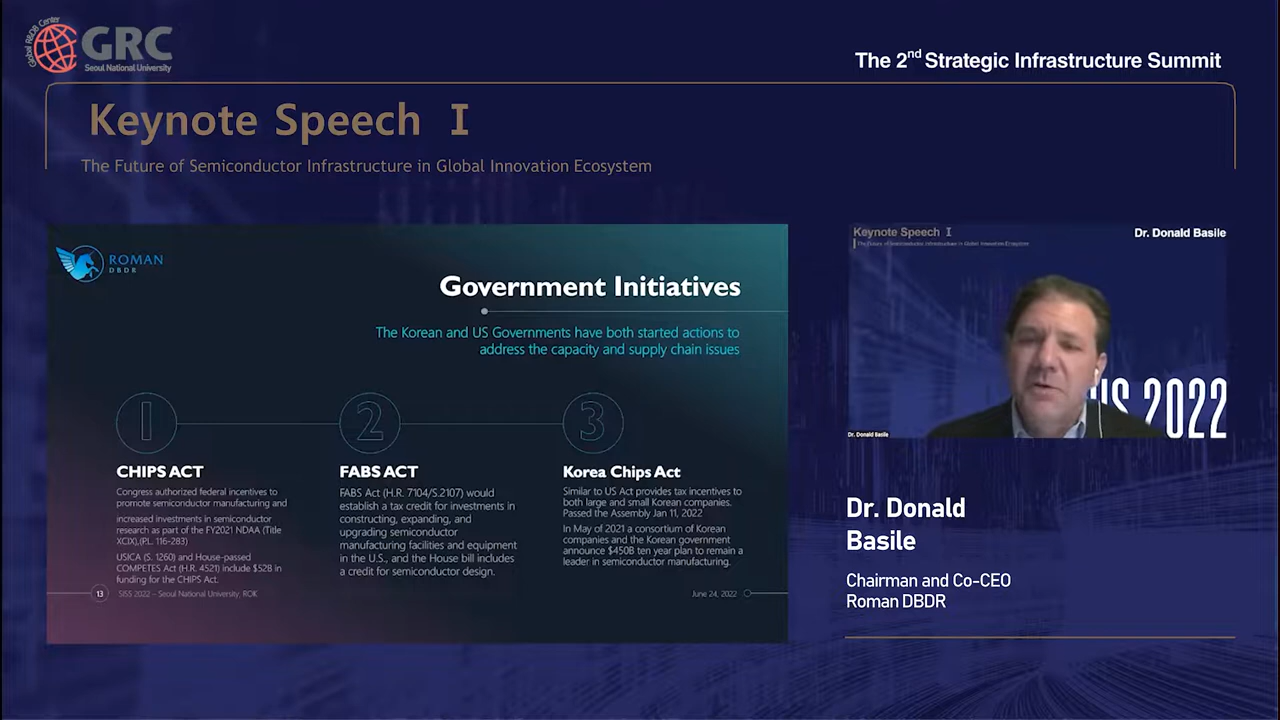 Global R&DB Center
GRC
Seoul National University
The 2nd Strategic Infrastructure Summit
Keynote Speech I
The Future of Semiconductor Infrastructure in Global Innovation Ecosystem
ROMAN
DBDR
Government Initiatives
The Korean and US Governments have both started actions to
address the capacity and supply chain issues
1
CHIPS ACT
Congress authorized federal incentives to
promote semiconductor manufacturing and
increased investments in semiconductor
research as part of the FY2021 NDAA (Title
XCIX),(P.L. 116-283)
USICA (S. 1260) and House-passed
COMPETES Act (H.R. 4521) include $52B in
funding for the CHIPS Act.
2
FABS ACT
FABS Act (H.R. 7104/S.2107) would
establish a tax credit for investments in
constructing, expanding, and
upgrading semiconductor
manufacturing facilities and equipment
in the U.S., and the House bill includes
a credit for semiconductor design.
3
Korea Chips Act
Similar to US Act provides tax incentives to
both large and small Korean companies.
Passed the Assembly Jan 11, 2022
In May of 2021 a consortium of Korean
companies and the Korean government
announce $450B ten year plan to remain a
leader in semiconductor manufacturing.
13
SISS 2022 – Seoul National University, ROK
June 24, 2022
Keynote Speech I
The Future of Semiconductor Infrastructure in Global Innovation Ecosystem
Dr. Donald Basile
2022
Dr. Donald Basile
Dr. Donald
Basile
Chairman and Co-CEO
Roman DBDR